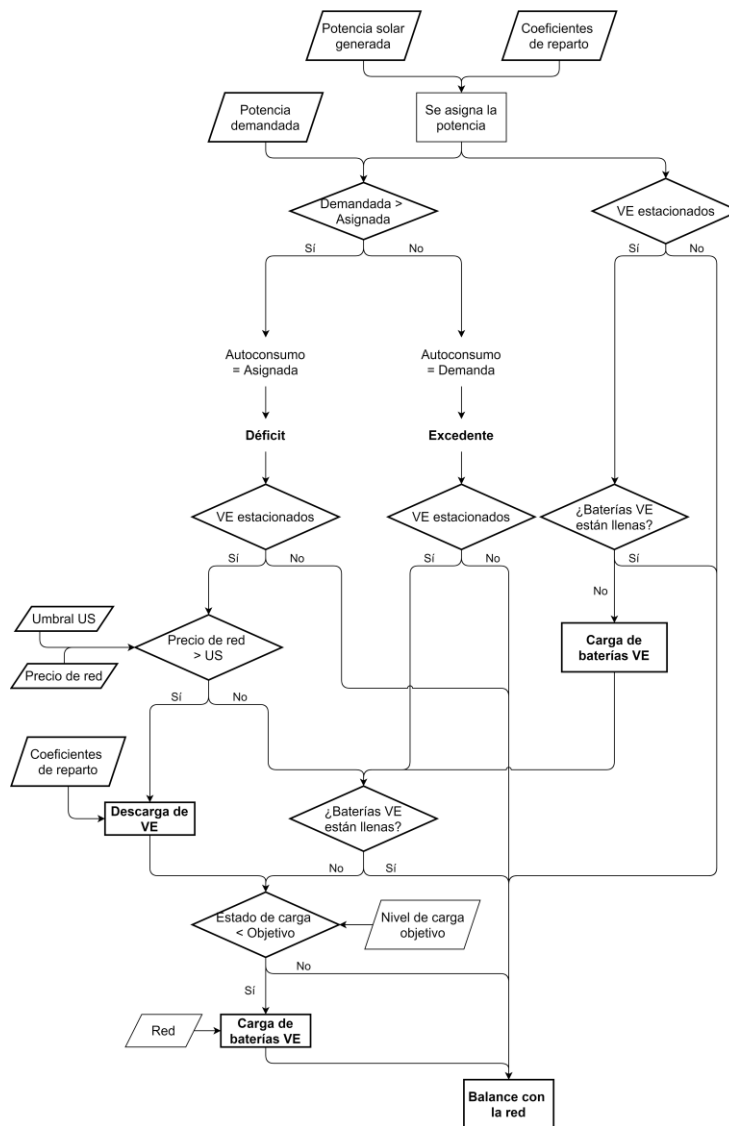 Potencia solar
generada
Coeficientes
de reparto
Potencia
demandada
Se asigna la
potencia
Demandada >
Asignada
VE estacionados
Sí
No
Sí
No
Autoconsumo
= Asignada
Autoconsumo
= Demanda
Déficit
Excedente
VE estacionados
VE estacionados
¿Baterías VE
están llenas?
Sí
No
Sí
No
Sí
No
Umbral US
Precio de red
> US
Precio de red
Carga de
baterías VE
Sí
No
Coeficientes
de reparto
Descarga de
VE
¿Baterías VE
están llenas?
No
Sí
Estado de carga
< Objetivo
Nivel de carga
objetivo
No
Sí
Red
Carga de
baterías VE
Balance con
la red